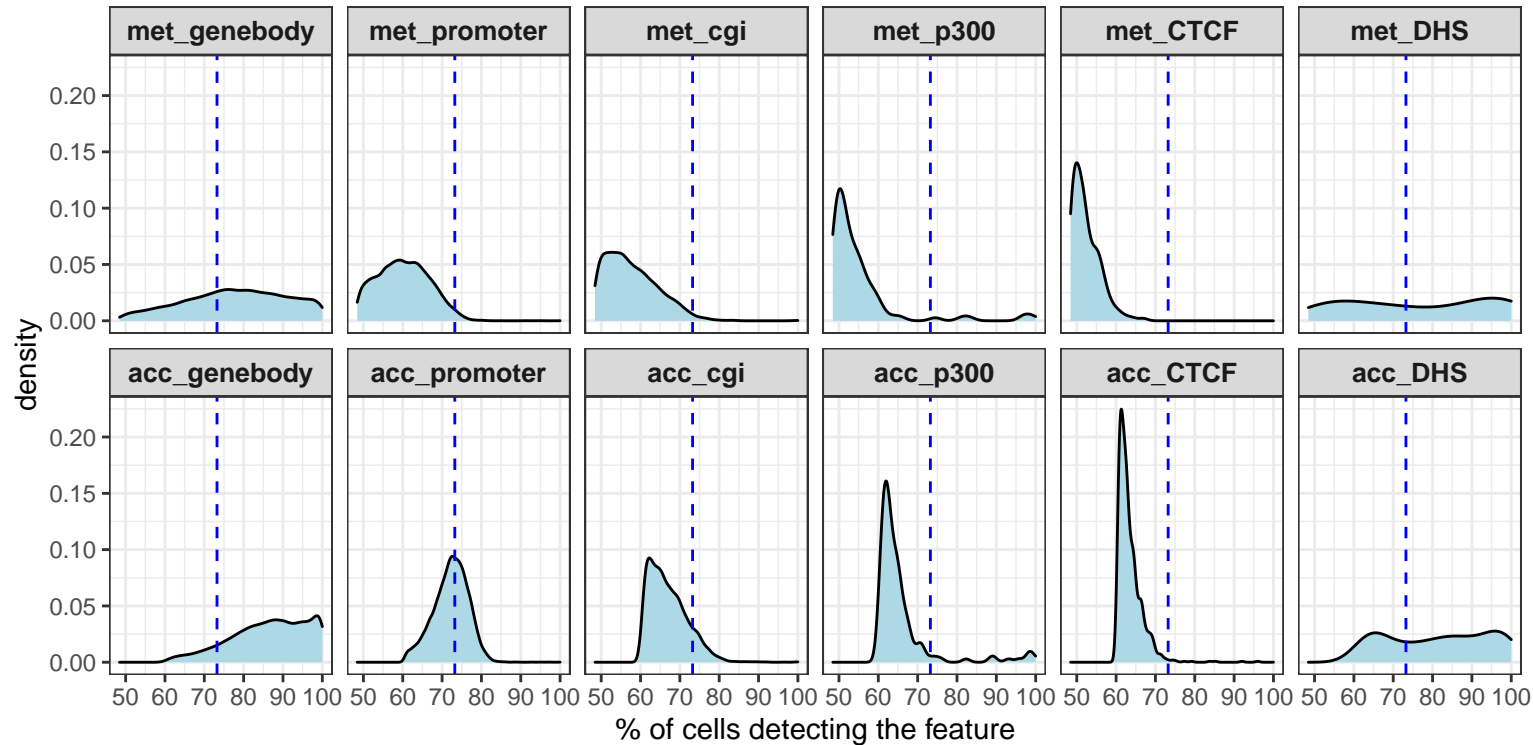 met_genebody met_promoter met_cgi met_p300 met_CTCF met_DHS
0.20
0.15
0.10
0.05
0.00
density
acc_genebody acc_promoter acc_cgi acc_p300 acc_CTCF acc_DHS
0.20
0.15
0.10
0.05
0.00
50 60 70 80 90 100 50 60 70 80 90 100 50 60 70 80 90 100 50 60 70 80 90 100 50 60 70 80 90 100 50 60 70 80 90 100
% of cells detecting the feature